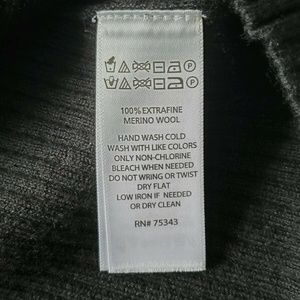 100% EXTRAFINE
MERINO WOOL
HAND WASH COLD
WASH WITH LIKE COLORS
ONLY NON-CHLORINE
BLEACH WHEN NEEDED
DO NOT WRING OR TWIST
DRY FLAT
LOW IRON IF NEEDED
OR DRY CLEAN
RN# 75343